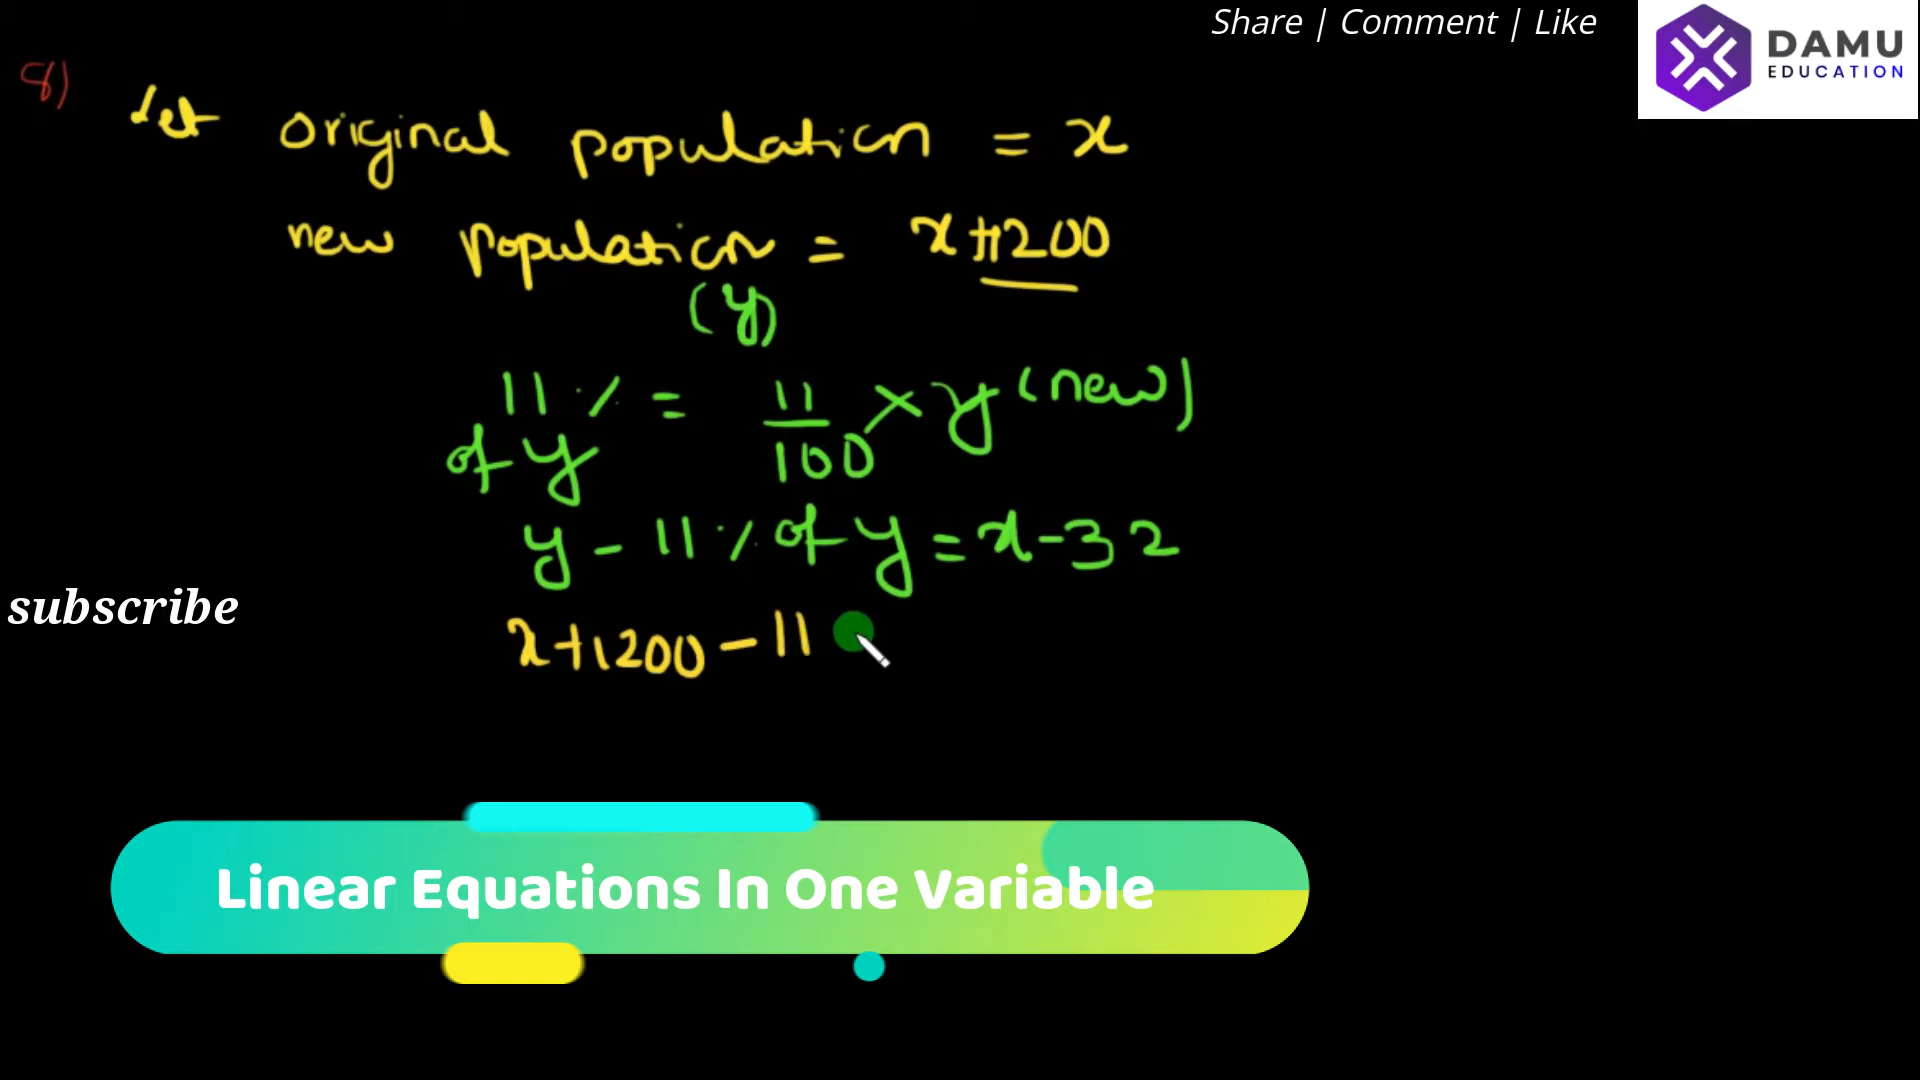 Share | Comment | Like
DAMU
EDUCATION
8)
let original population = x
new population = x+1200
(y)
11% = 11/100 × y (new)
of y
y - 11% of y = x-32
subscribe
x+1200 - 11
Linear Equations In One Variable